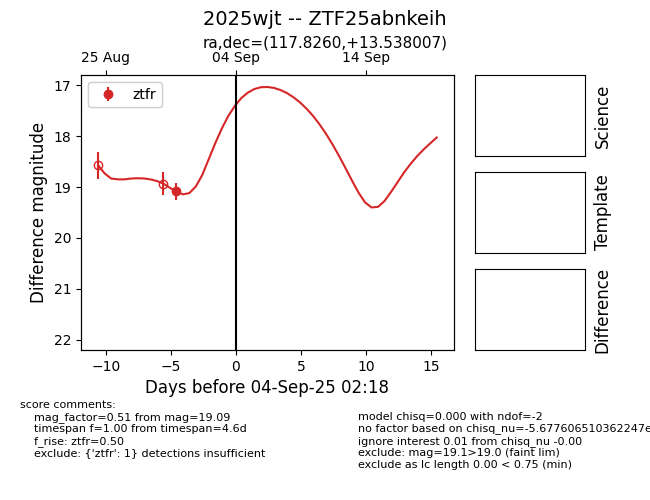 2025wjt -- ZTF25abnkeih
ra,dec=(117.8260,+13.538007)
25 Aug
04 Sep
14 Sep
ztfr
17
18
19
20
21
22
Difference magnitude
−10
−5
0
5
10
15
Days before 04-Sep-25 02:18
Science
Template
Difference
score comments:
mag_factor=0.51 from mag=19.09
timespan f=1.00 from timespan=4.6d
f_rise: ztfr=0.50
exclude: {'ztfr': 1} detections insufficient
model chisq=0.000 with ndof=-2
no factor based on chisq_nu=-5.677606510362247e
ignore interest 0.01 from chisq_nu -0.00
exclude: mag=19.1>19.0 (faint lim)
exclude as lc length 0.00 < 0.75 (min)